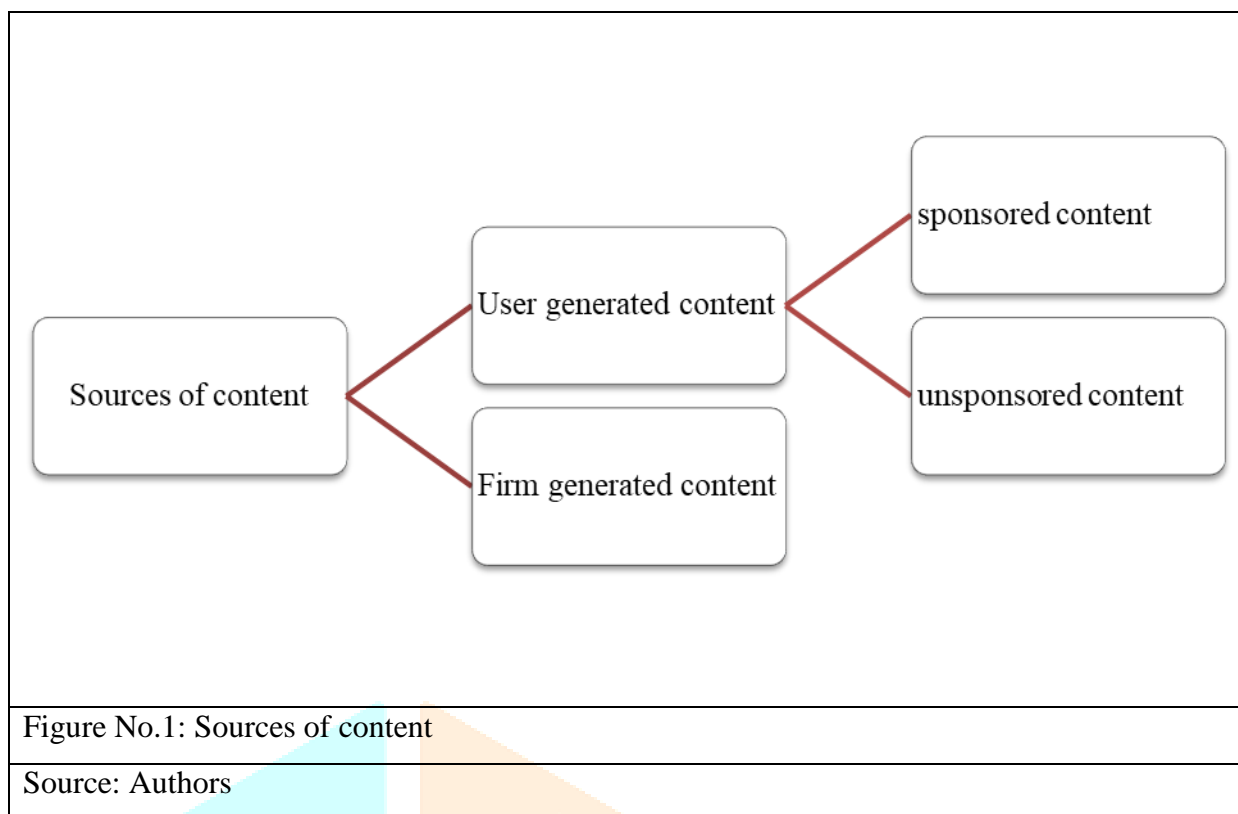 Sources of content
User generated content
Firm generated content
sponsored content
unsponsored content
Figure No.1: Sources of content
Source: Authors